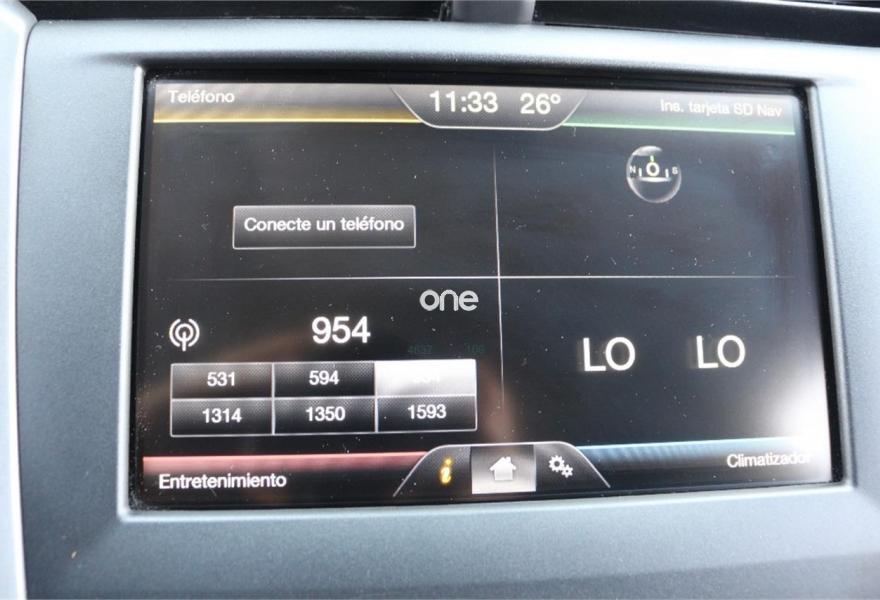 Teléfono
11:33 26°
Ins. tarjeta SD Nav
N O S
Conecte un teléfono
one
954
531 594
1314 1350 1593
LO LO
Entretenimiento
Climatizador